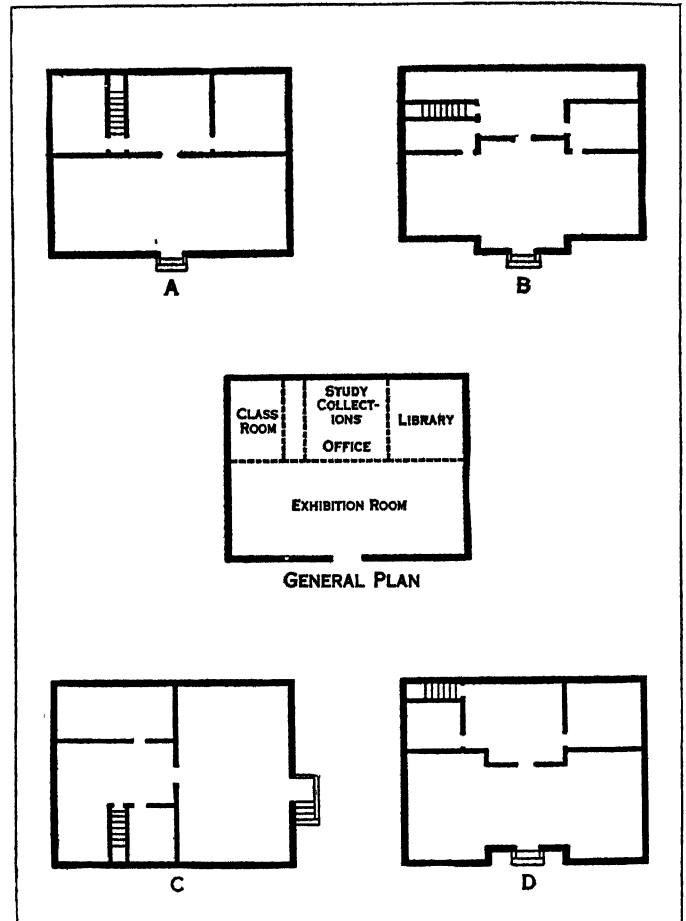 A
B
CLASS
ROOM
STUDY
COLLECT-
IONS
OFFICE
LIBRARY
EXHIBITION ROOM
GENERAL PLAN
C
D